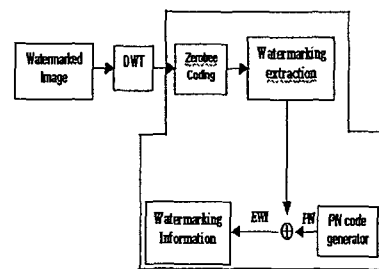 Watermarked
Image
DWT
Zerotree
Coding
Watermarking
extraction
Watermarking
Information
EWI
PN
PN code
generator